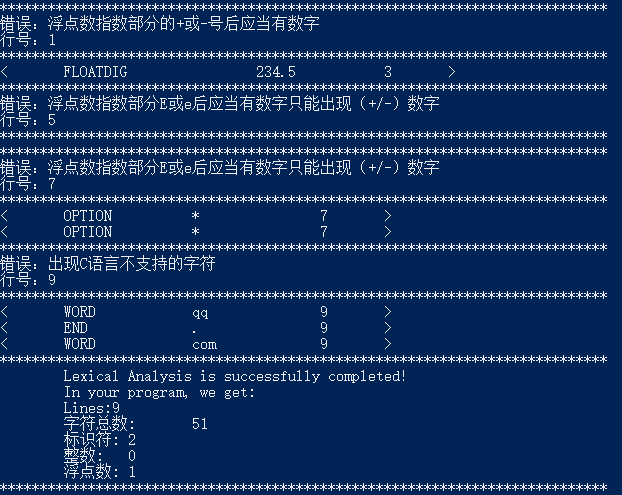 ****************************************************************************
错误：浮点数指数部分的+或-号后应当有数字
行号：1
****************************************************************************
< FLOATDIG 234.5 3 >
****************************************************************************
错误：浮点数指数部分E或e后应当有数字只能出现（+/-）数字
行号：5
****************************************************************************
****************************************************************************
错误：浮点数指数部分E或e后应当有数字只能出现（+/-）数字
行号：7
****************************************************************************
< OPTION * 7 >
< OPTION * 7 >
****************************************************************************
错误：出现C语言不支持的字符
行号：9
****************************************************************************
< WORD qq 9 >
< END . 9 >
< WORD com 9 >
****************************************************************************
Lexical Analysis is successfully completed!
In your program, we get:
Lines:9
字符总数: 51
标识符: 2
整数: 0
浮点数: 1
****************************************************************************